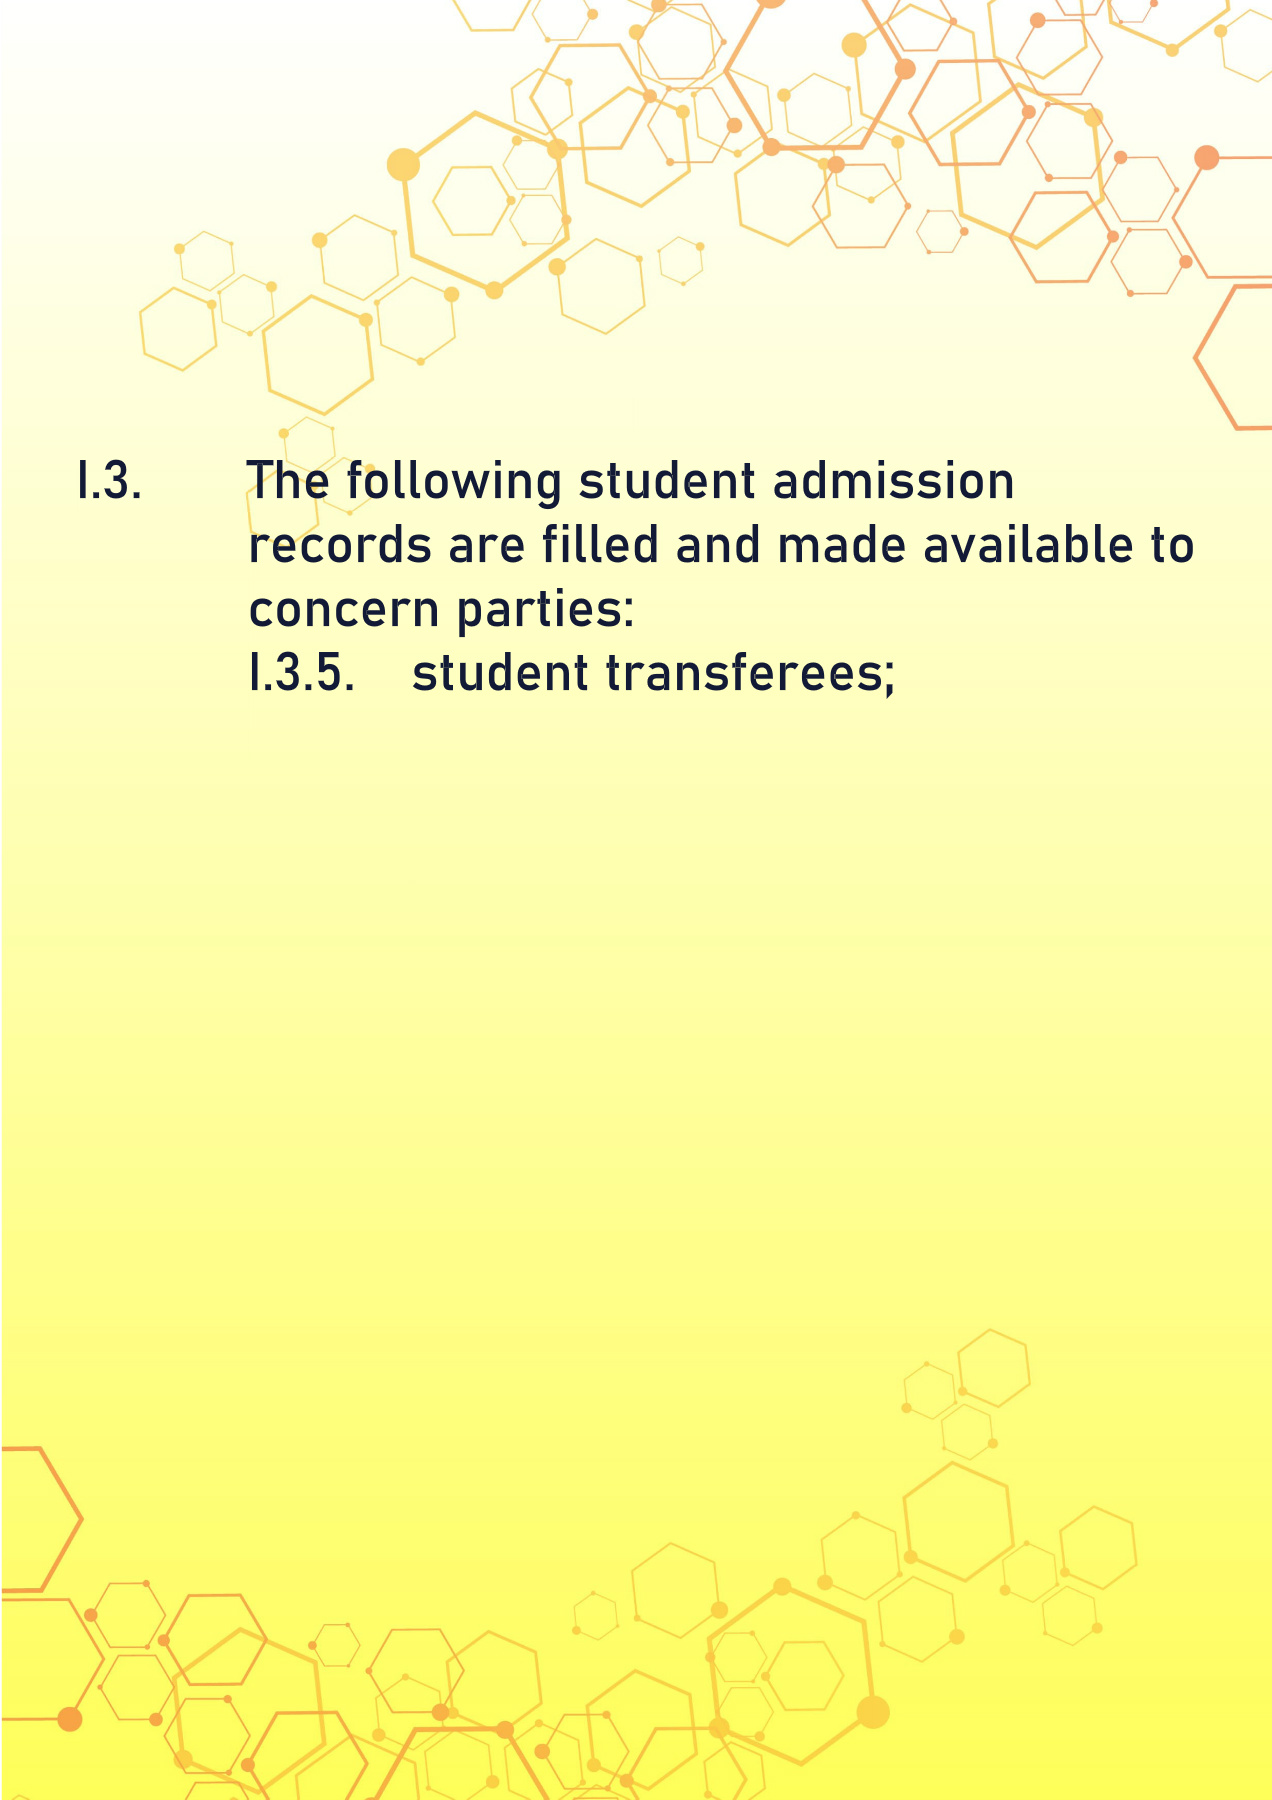 I.3. The following student admission
records are filled and made available to
concern parties:
I.3.5. student transferees;